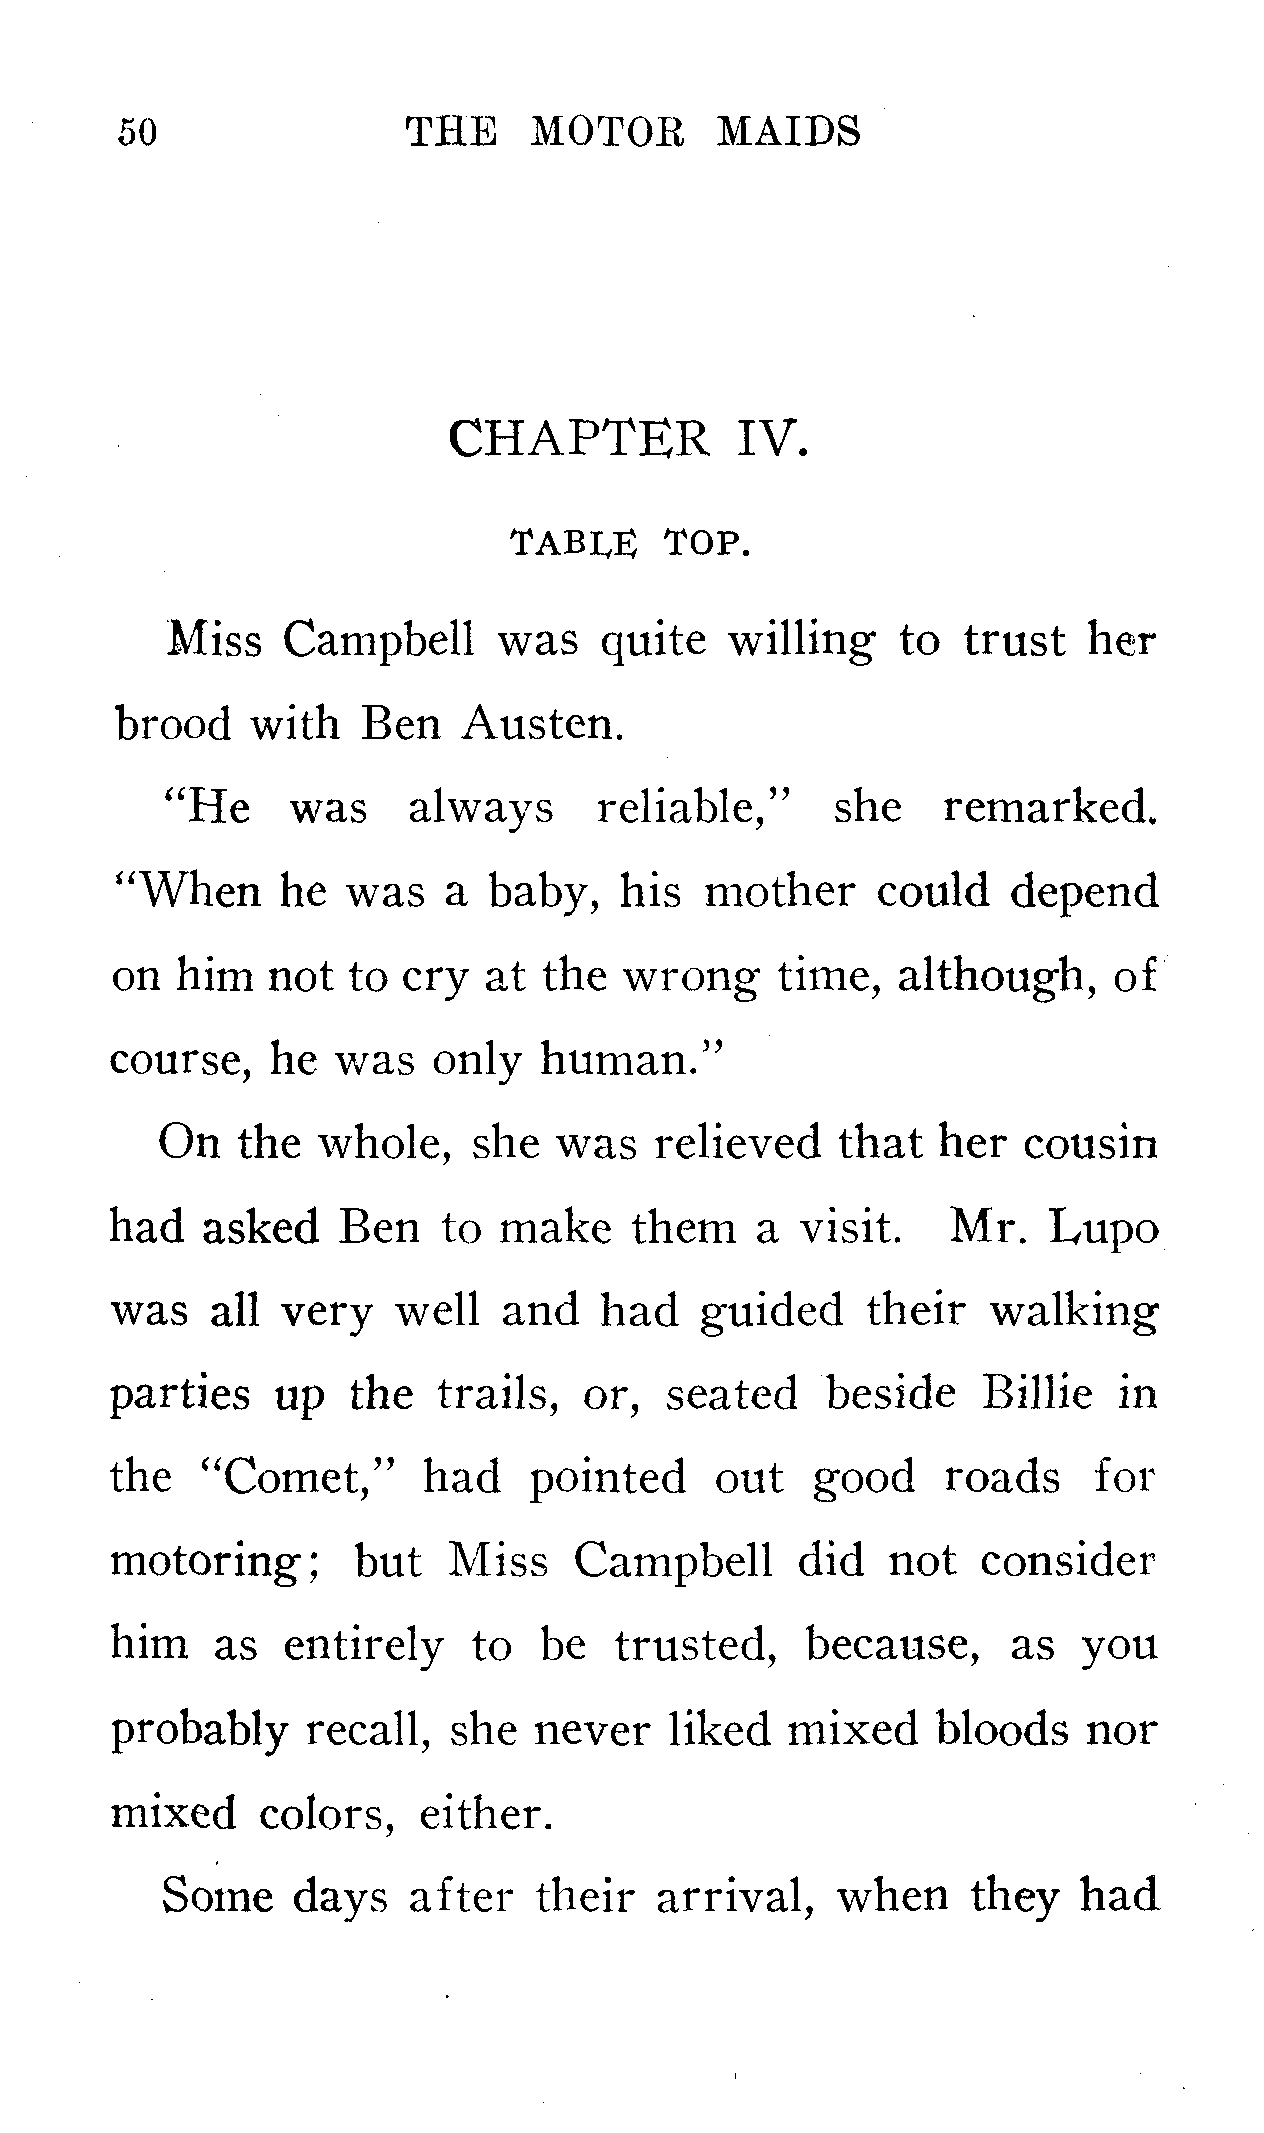 50 THE MOTOR MAIDS
CHAPTER IV.
TABLE TOP.
Miss Campbell was quite willing to trust her
brood with Ben Austen.
"He was always reliable," she remarked.
"When he was a baby, his mother could depend
on him not to cry at the wrong time, although, of
course, he was only human."
On the whole, she was relieved that her cousin
had asked Ben to make them a visit. Mr. Lupo
was all very well and had guided their walking
parties up the trails, or, seated beside Billie in
the "Comet," had pointed out good roads for
motoring; but Miss Campbell did not consider
him as entirely to be trusted, because, as you
probably recall, she never liked mixed bloods nor
mixed colors, either.
Some days after their arrival, when they had